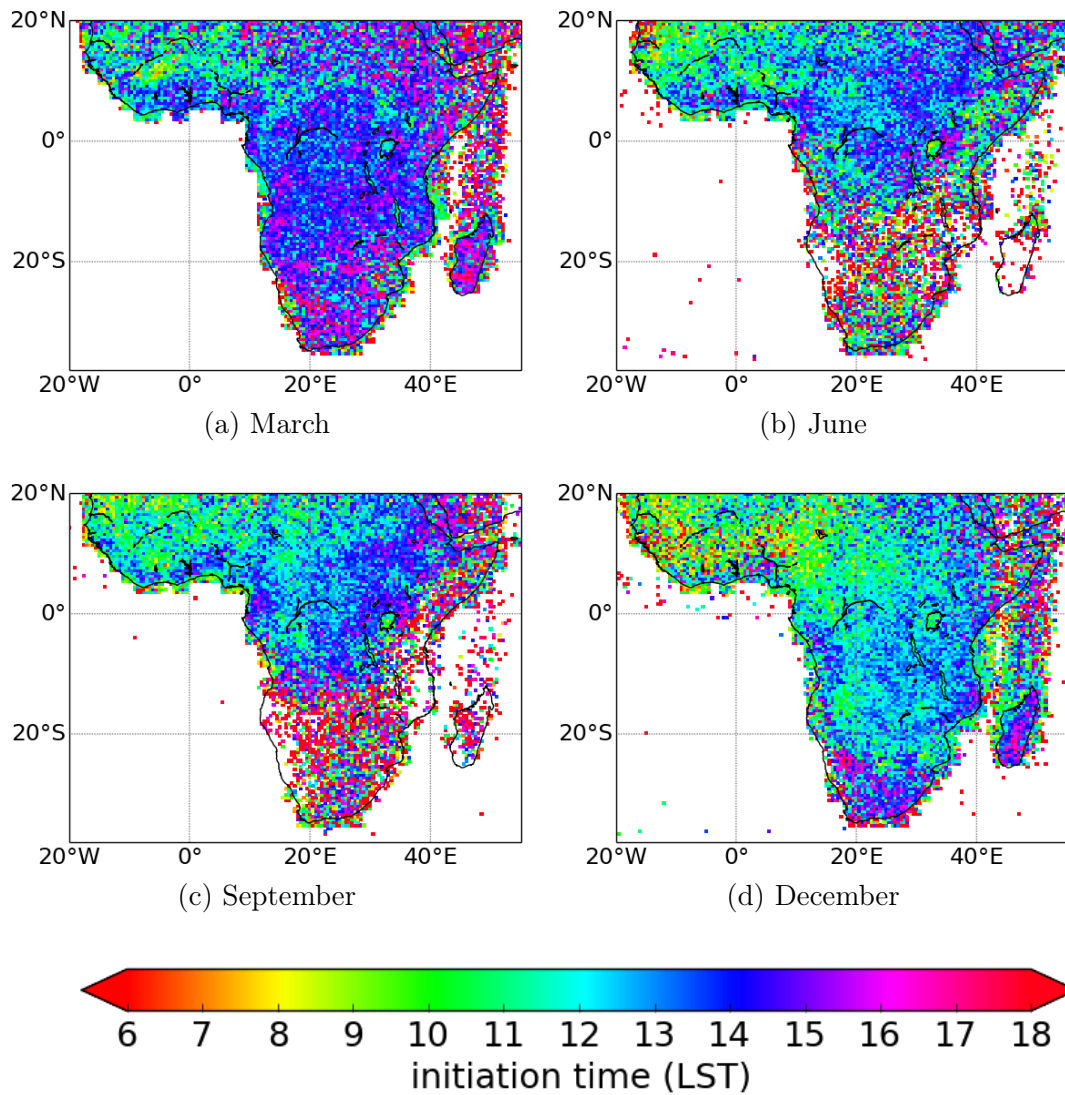 20°N
0°
20°S
20°W 0° 20°E 40°E
(a) March
20°N
0°
20°S
20°W 0° 20°E 40°E
(b) June
20°N
0°
20°S
20°W 0° 20°E 40°E
(c) September
20°N
0°
20°S
20°W 0° 20°E 40°E
(d) December
6 7 8 9 10 11 12 13 14 15 16 17 18
initiation time (LST)